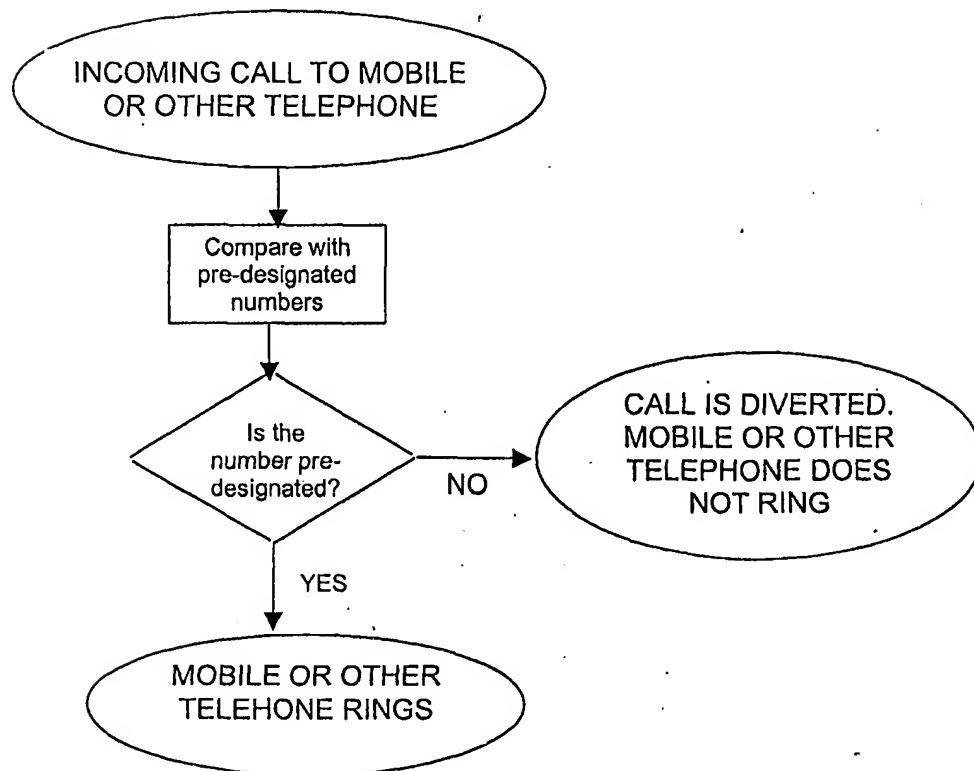 INCOMING CALL TO MOBILE
OR OTHER TELEPHONE
Compare with
pre-designated
numbers
Is the
number pre-
designated?
NO
CALL IS DIVERTED.
MOBILE OR OTHER
TELEPHONE DOES
NOT RING
YES
MOBILE OR OTHER
TELEHONE RINGS